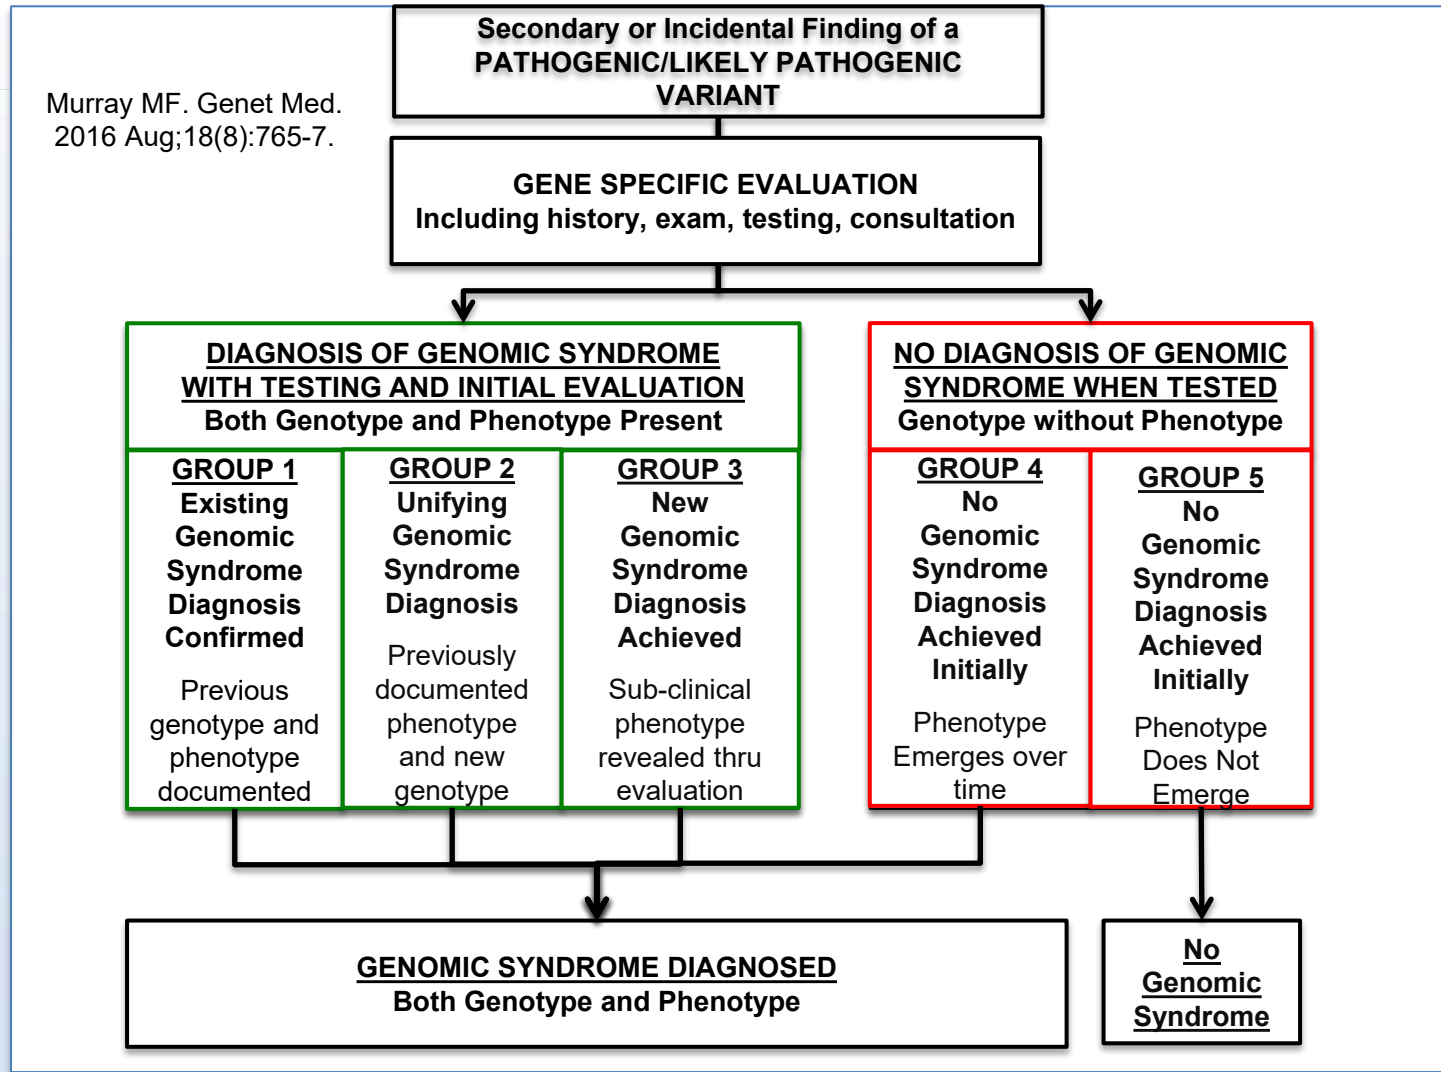 Secondary or Incidental Finding of a
PATHOGENIC/LIKELY PATHOGENIC
VARIANT
Murray MF. Genet Med.
2016 Aug;18(8):765-7.
GENE SPECIFIC EVALUATION
Including history, exam, testing, consultation
DIAGNOSIS OF GENOMIC SYNDROME
WITH TESTING AND INITIAL EVALUATION
Both Genotype and Phenotype Present
NO DIAGNOSIS OF GENOMIC
SYNDROME WHEN TESTED
Genotype without Phenotype
GROUP 1
Existing
Genomic
Syndrome
Diagnosis
Confirmed
Previous
genotype and
phenotype
documented
GROUP 2
Unifying
Genomic
Syndrome
Diagnosis
Previously
documented
phenotype
and new
genotype
GROUP 3
New
Genomic
Syndrome
Diagnosis
Achieved
Sub-clinical
phenotype
revealed thru
evaluation
GROUP 4
No
Genomic
Syndrome
Diagnosis
Achieved
Initially
Phenotype
Emerges over
time
GROUP 5
No
Genomic
Syndrome
Diagnosis
Achieved
Initially
Phenotype
Does Not
Emerge
GENOMIC SYNDROME DIAGNOSED
Both Genotype and Phenotype
No
Genomic
Syndrome